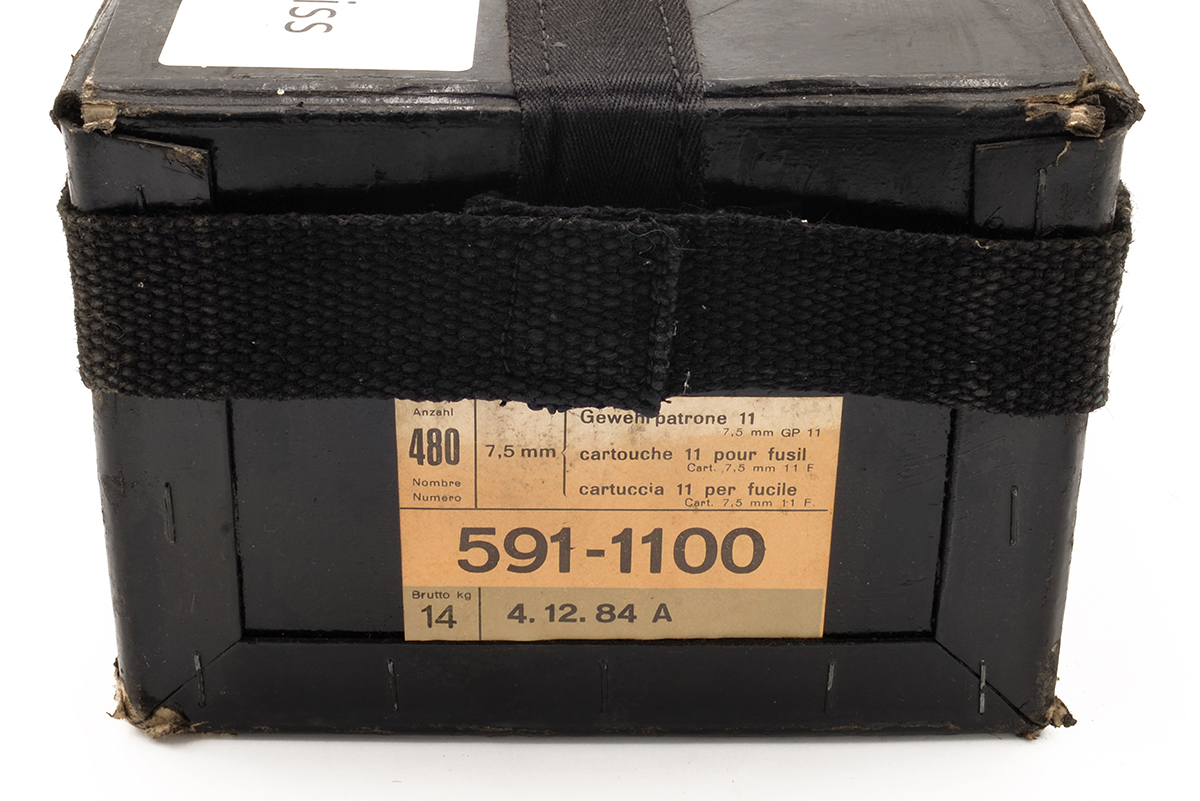 iss
Anzahl
480
Nombre
Numero
7,5 mm
Gewehrpatrone 11
7,5 mm GP 11
cartouche 11 pour fusil
Cart. 7,5 mm 11 F
cartuccia 11 per fucile
Cart. 7,5 mm 11 F.
591-1100
Brutto kg
14
4. 12. 84 A